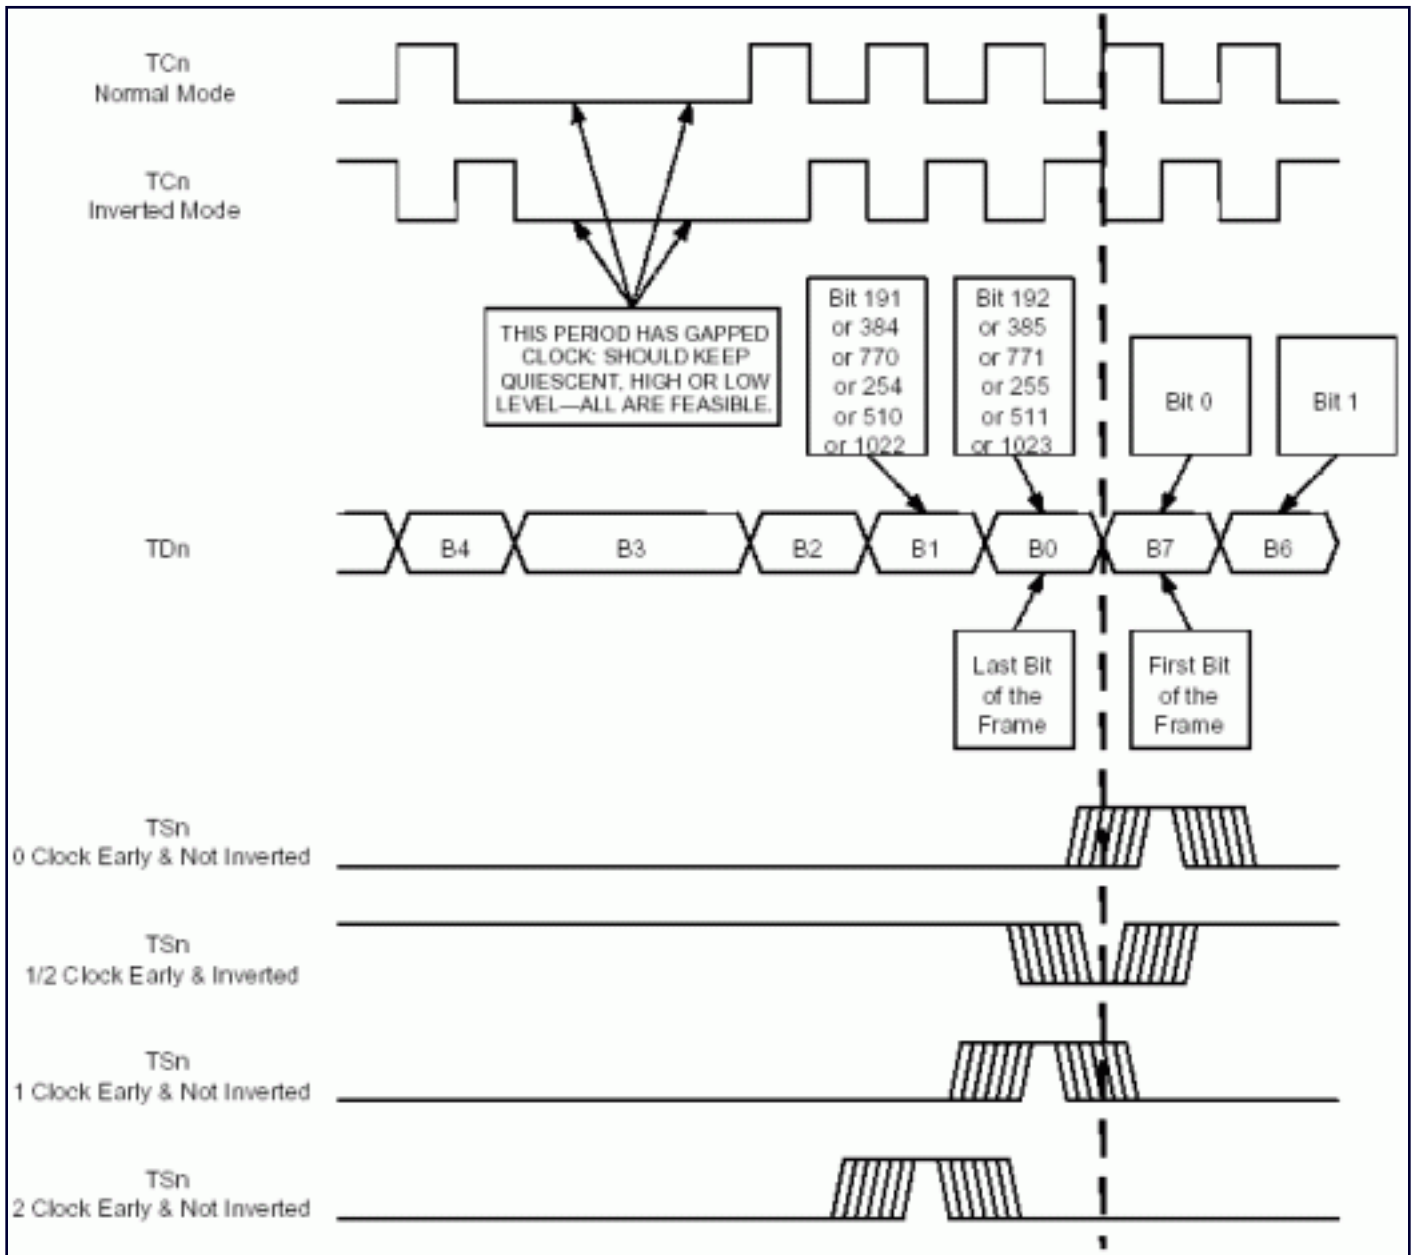 TCn
Normal Mode
TCn
Inverted Mode
THIS PERIOD HAS GAPPED
CLOCK: SHOULD KEEP
QUIESCENT, HIGH OR LOW
LEVEL—ALL ARE FEASIBLE.
Bit 191
or 384
or 770
or 254
or 510
or 1022
Bit 192
or 385
or 771
or 255
or 511
or 1023
Bit 0
Bit 1
TDn
B4
B3
B2
B1
B0
B7
B6
Last Bit
of the
Frame
First Bit
of the
Frame
TSn
0 Clock Early & Not Inverted
TSn
1/2 Clock Early & Inverted
TSn
1 Clock Early & Not Inverted
TSn
2 Clock Early & Not Inverted